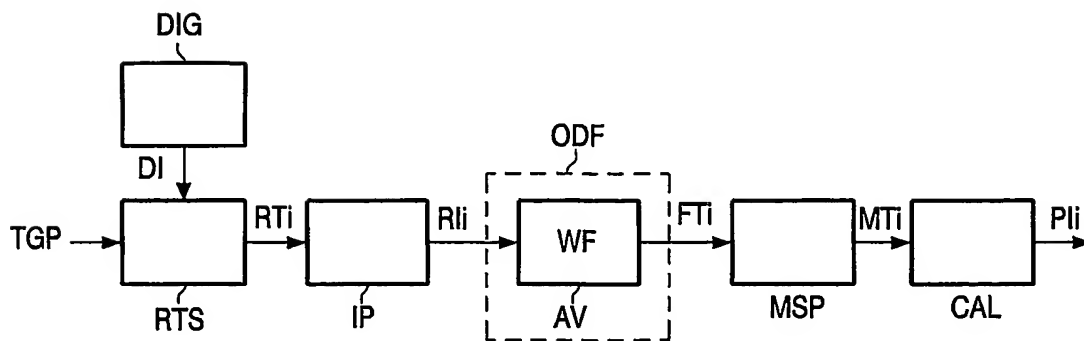 DIG
DI
ODF
TGP
RTi
RIi
WF
FTi
MTi
PIi
RTS
IP
AV
MSP
CAL